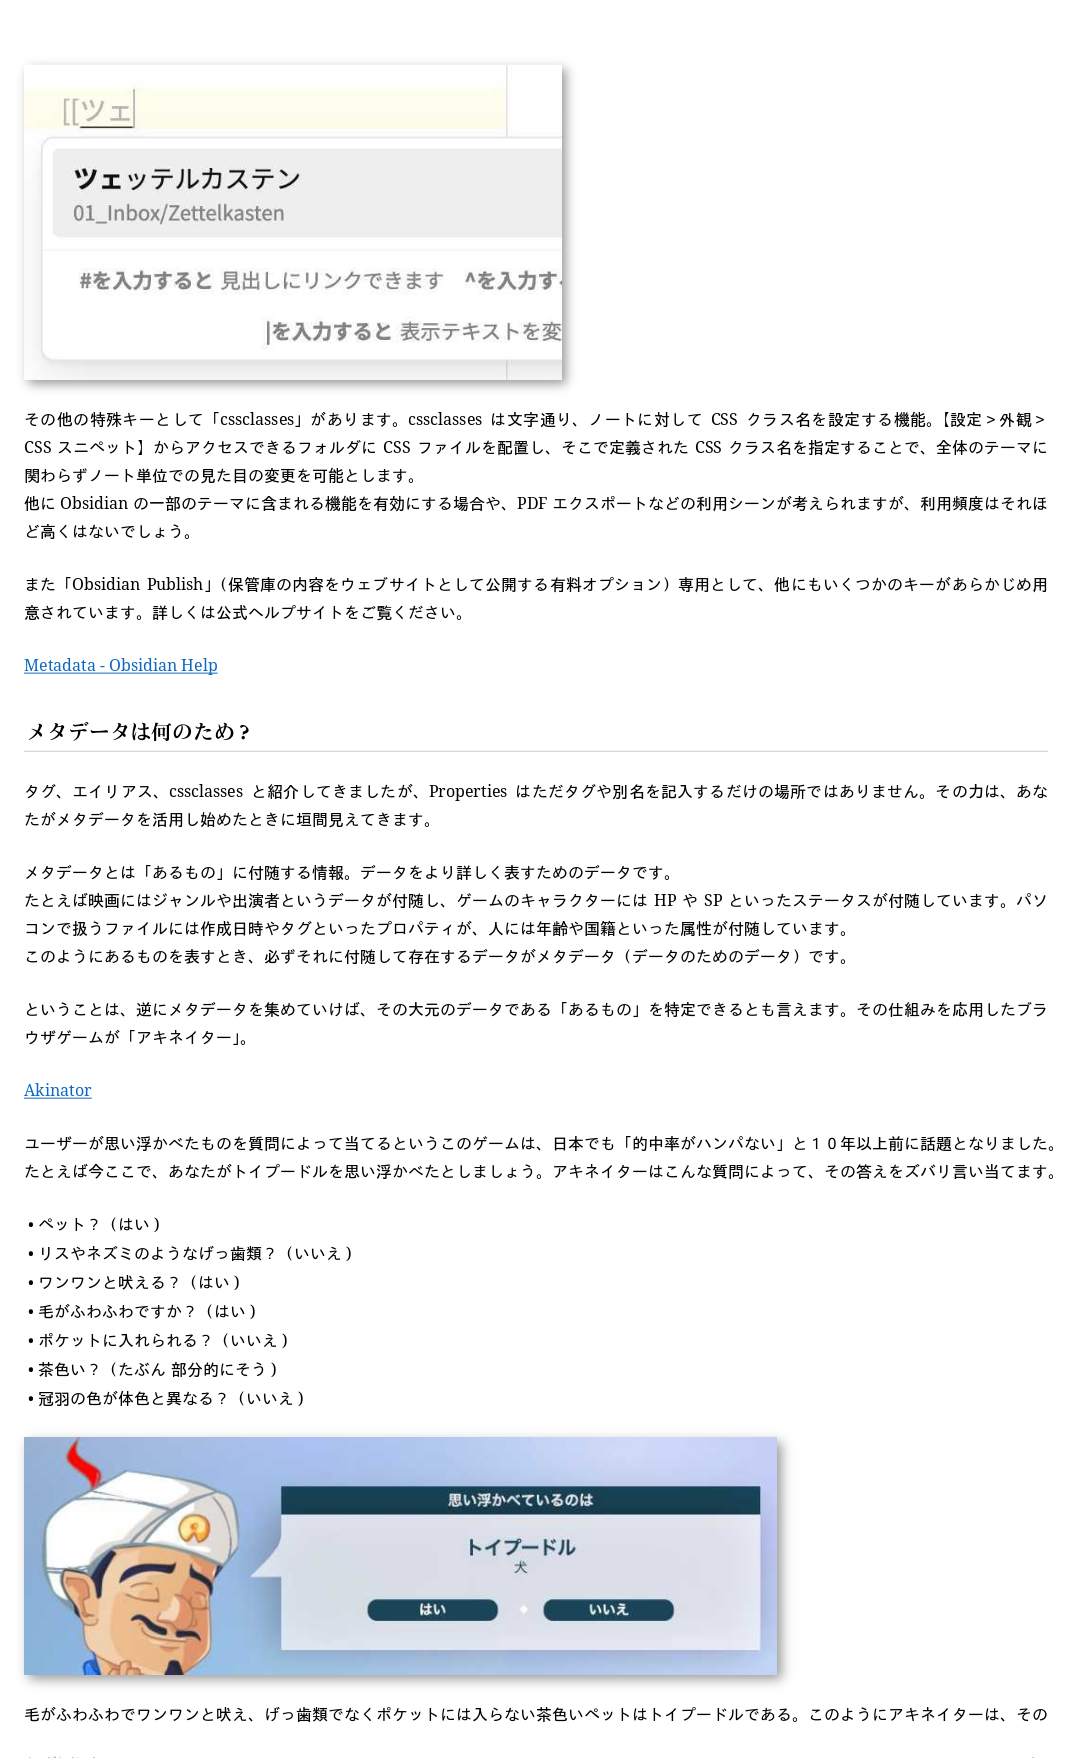 [[ツェ
ツェッテルカステン
01_Inbox/Zettelkasten
#を入力すると 見出しにリンクできます ^を入力す
|を入力すると 表示テキストを変
その他の特殊キーとして「cssclasses」があります。cssclasses は文字通り、ノートに対して CSS クラス名を設定する機能。【設定＞外観＞
CSS スニペット】からアクセスできるフォルダに CSS ファイルを配置し、そこで定義された CSS クラス名を指定することで、全体のテーマに
関わらずノート単位での見た目の変更を可能とします。
他に Obsidian の一部のテーマに含まれる機能を有効にする場合や、PDF エクスポートなどの利用シーンが考えられますが、利用頻度はそれほ
ど高くはないでしょう。
また「Obsidian Publish」（保管庫の内容をウェブサイトとして公開する有料オプション）専用として、他にもいくつかのキーがあらかじめ用
意されています。詳しくは公式ヘルプサイトをご覧ください。
Metadata - Obsidian Help
メタデータは何のため？
タグ、エイリアス、cssclasses と紹介してきましたが、Properties はただタグや別名を記入するだけの場所ではありません。その力は、あな
たがメタデータを活用し始めたときに垣間見えてきます。
メタデータとは「あるもの」に付随する情報。データをより詳しく表すためのデータです。
たとえば映画にはジャンルや出演者というデータが付随し、ゲームのキャラクターには HP や SP といったステータスが付随しています。パソ
コンで扱うファイルには作成日時やタグといったプロパティが、人には年齢や国籍といった属性が付随しています。
このようにあるものを表すとき、必ずそれに付随して存在するデータがメタデータ（データのためのデータ）です。
ということは、逆にメタデータを集めていけば、その大元のデータである「あるもの」を特定できるとも言えます。その仕組みを応用したブラ
ウザゲームが「アキネイター」。
Akinator
ユーザーが思い浮かべたものを質問によって当てるというこのゲームは、日本でも「的中率がハンパない」と１０年以上前に話題となりました。
たとえば今ここで、あなたがトイプードルを思い浮かべたとしましょう。アキネイターはこんな質問によって、その答えをズバリ言い当てます。
• ペット？（はい）
• リスやネズミのようなげっ歯類？（いいえ）
• ワンワンと吠える？（はい）
• 毛がふわふわですか？（はい）
• ポケットに入れられる？（いいえ）
• 茶色い？（たぶん 部分的にそう）
• 冠羽の色が体色と異なる？（いいえ）
思い浮かべているのは
トイプードル
犬
はい いいえ
毛がふわふわでワンワンと吠え、げっ歯類でなくポケットには入らない茶色いペットはトイプードルである。このようにアキネイターは、その